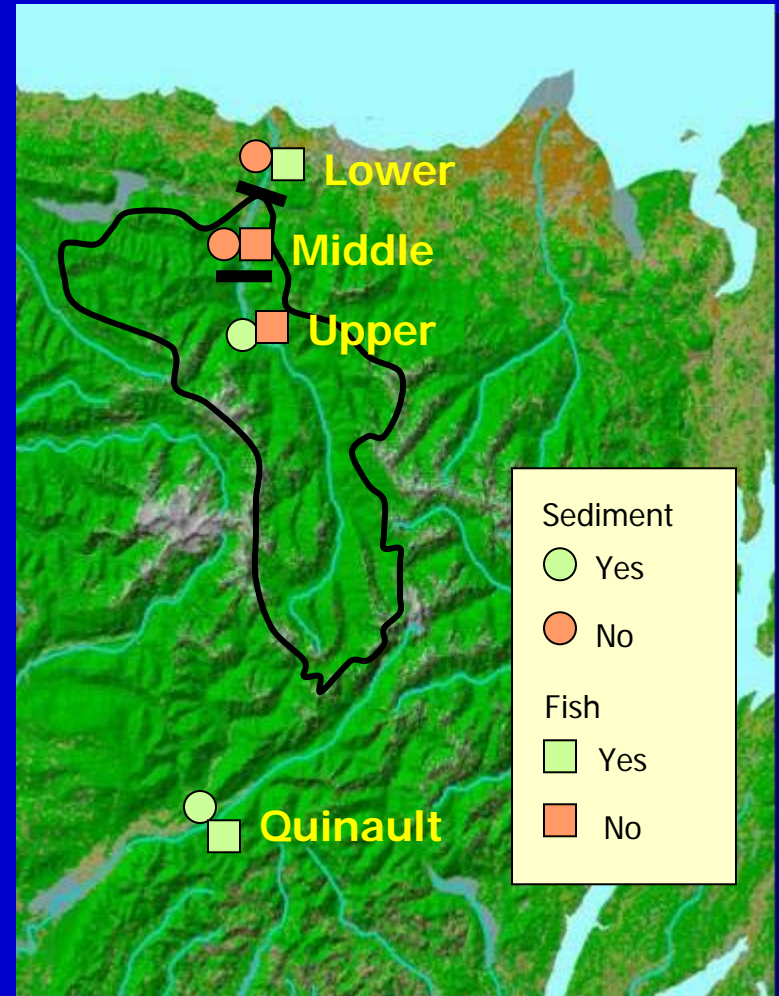 Lower
Middle
Upper
Sediment
Yes
No
Fish
Yes
No
Quinault